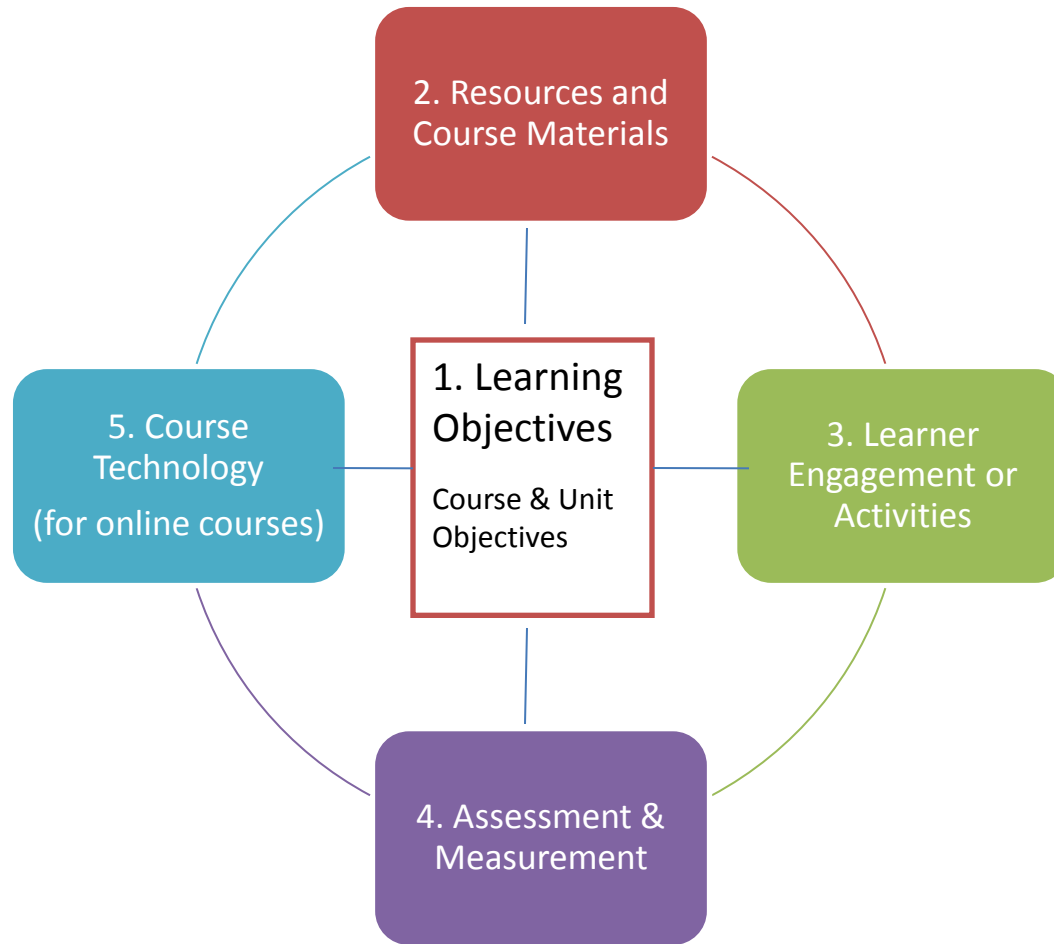 2. Resources and
Course Materials
1. Learning
Objectives
Course & Unit
Objectives
3. Learner
Engagement or
Activities
4. Assessment &
Measurement
5. Course
Technology
(for online courses)